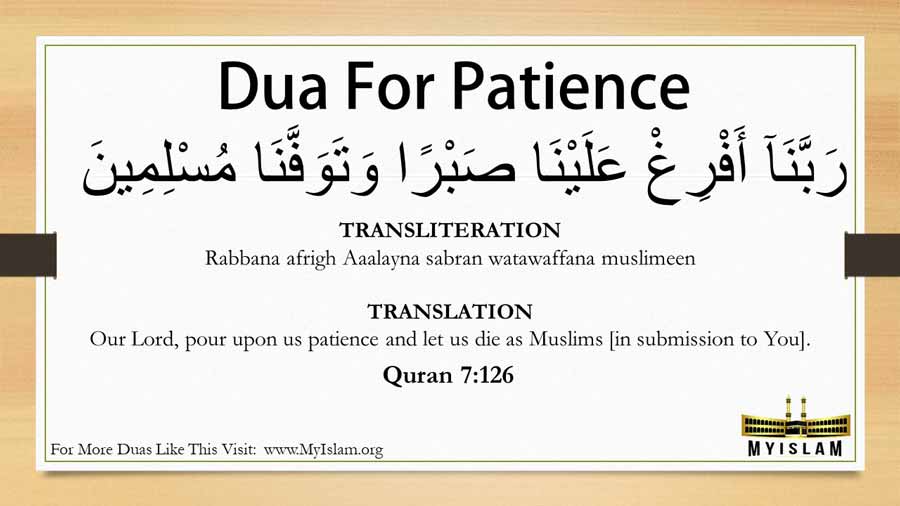 Dua For Patience
رَبَّنَآ أَفْرِغْ عَلَيْنَا صَبْرًا وَتَوَفَّنَا مُسْلِمِينَ
TRANSLITERATION
Rabbana afrigh Aaalayna sabran watawaffana muslimeen
TRANSLATION
Our Lord, pour upon us patience and let us die as Muslims [in submission to You].
Quran 7:126
For More Duas Like This Visit: www.MyIslam.org
MYISLAM